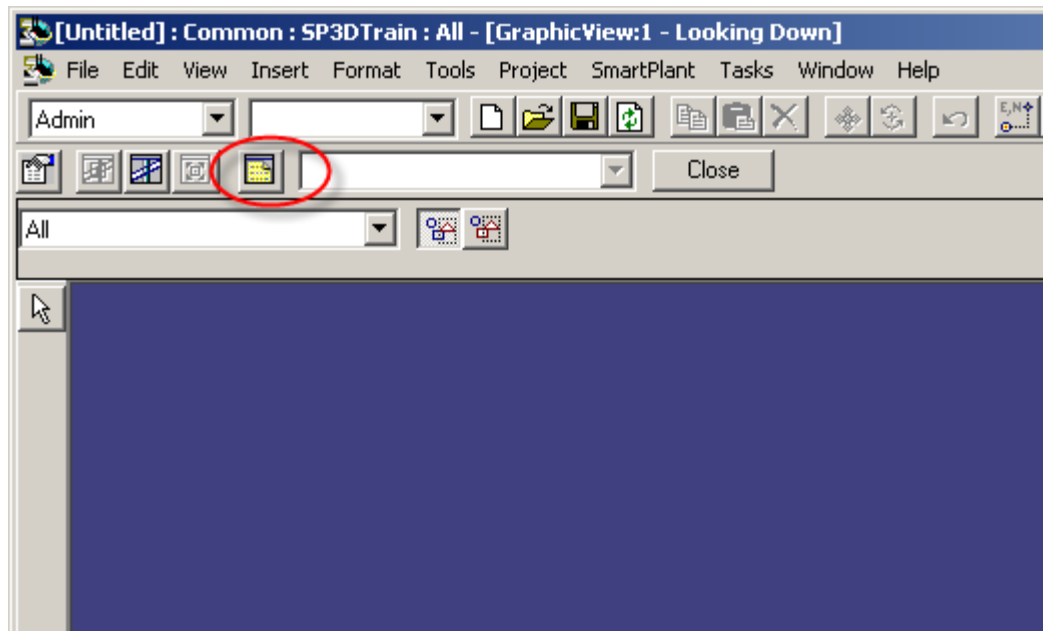 [Untitled] : Common : SP3DTrain : All - [GraphicView:1 - Looking Down]
File Edit View Insert Format Tools Project SmartPlant Tasks Window Help
Admin E,N
Close
All